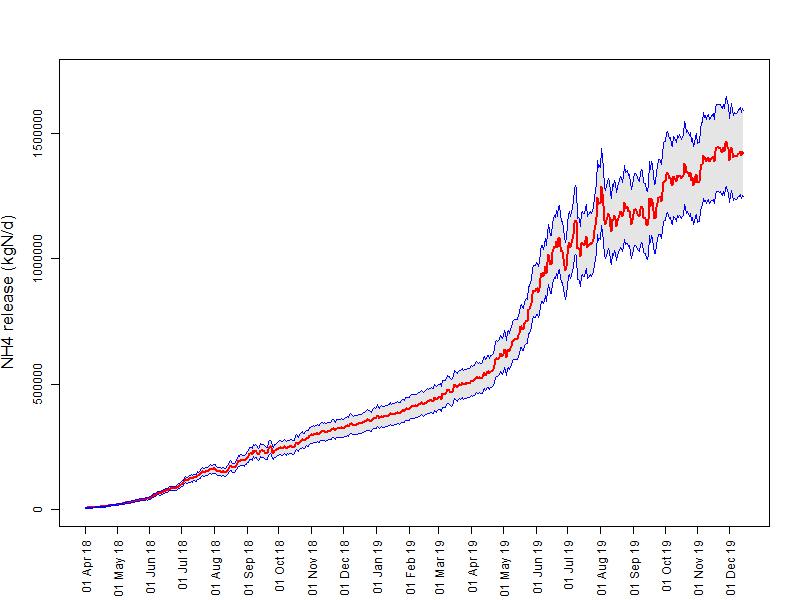 NH4 release (kgN/d)
1500000
1000000
500000
0
01 Apr 18
01 May 18
01 Jun 18
01 Jul 18
01 Aug 18
01 Sep 18
01 Oct 18
01 Nov 18
01 Dec 18
01 Jan 19
01 Feb 19
01 Mar 19
01 Apr 19
01 May 19
01 Jun 19
01 Jul 19
01 Aug 19
01 Sep 19
01 Oct 19
01 Nov 19
01 Dec 19